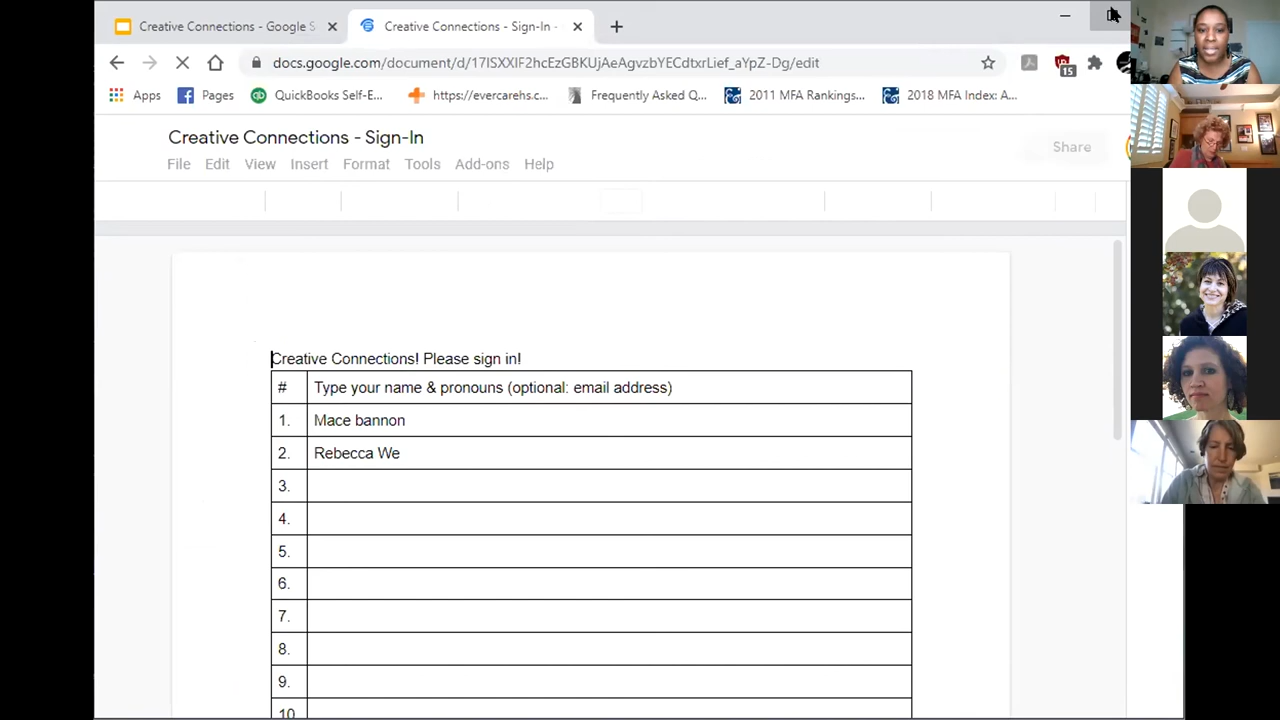 Creative Connections - Google S
Creative Connections - Sign-In -
docs.google.com/document/d/17ISXXIF2hcEzGBKUjAeAgvzbYECdtxrLief_aYpZ-Dg/edit
15
Apps
Pages
QuickBooks Self-E...
https://evercarehs.c...
Frequently Asked Q...
2011 MFA Rankings...
2018 MFA Index: A...
Creative Connections - Sign-In
File Edit View Insert Format Tools Add-ons Help
Share
Creative Connections! Please sign in!
# Type your name & pronouns (optional: email address)
1. Mace bannon
2. Rebecca We
3.
4.
5.
6.
7.
8.
9.
10